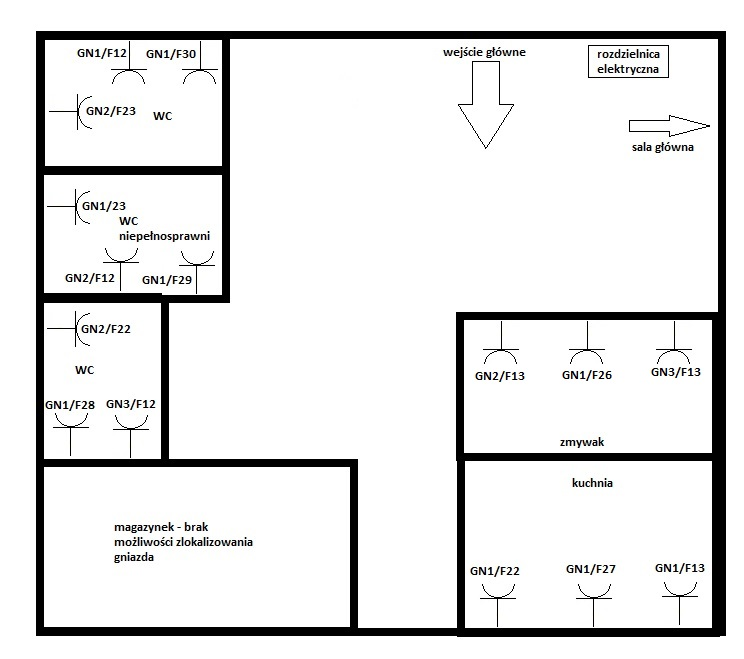 GN1/F12 GN1/F30
GN2/F23
WC
wejście główne
rozdzielnica
elektryczna
sala główna
GN1/23
WC
niepełnosprawni
GN2/F12
GN1/F29
GN2/F22
WC
GN1/F28
GN3/F12
GN2/F13
GN1/F26
GN3/F13
zmywak
kuchnia
magazynek - brak
możliwości zlokalizowania
gniazda
GN1/F22
GN1/F27
GN1/F13